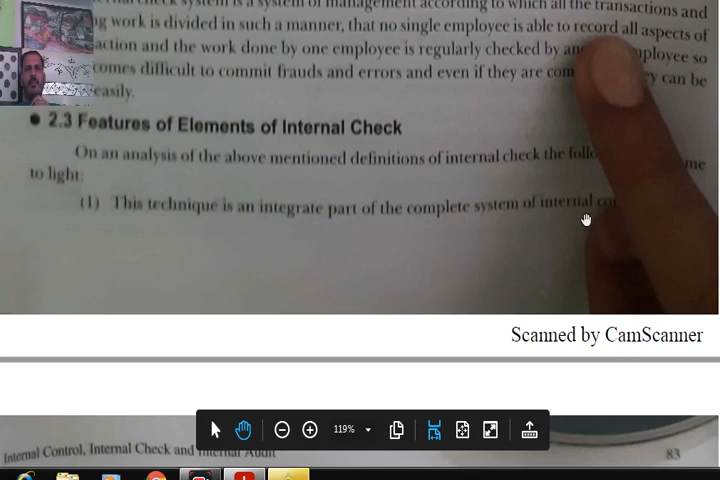 check system is a system of management according to which all the transactions and
work is divided in such a manner, that no single employee is able to record all aspects of
action and the work done by one employee is regularly checked by
comes difficult to commit frauds and errors and even if they are can be
easily.
● 2.3 Features of Elements of Internal Check
On an analysis of the above mentioned definitions of internal check the
to light:
(1) This technique is an integrate part of the complete system of internal
Scanned by CamScanner
119%
Internal Control, Internal Check and Internal Audit 83